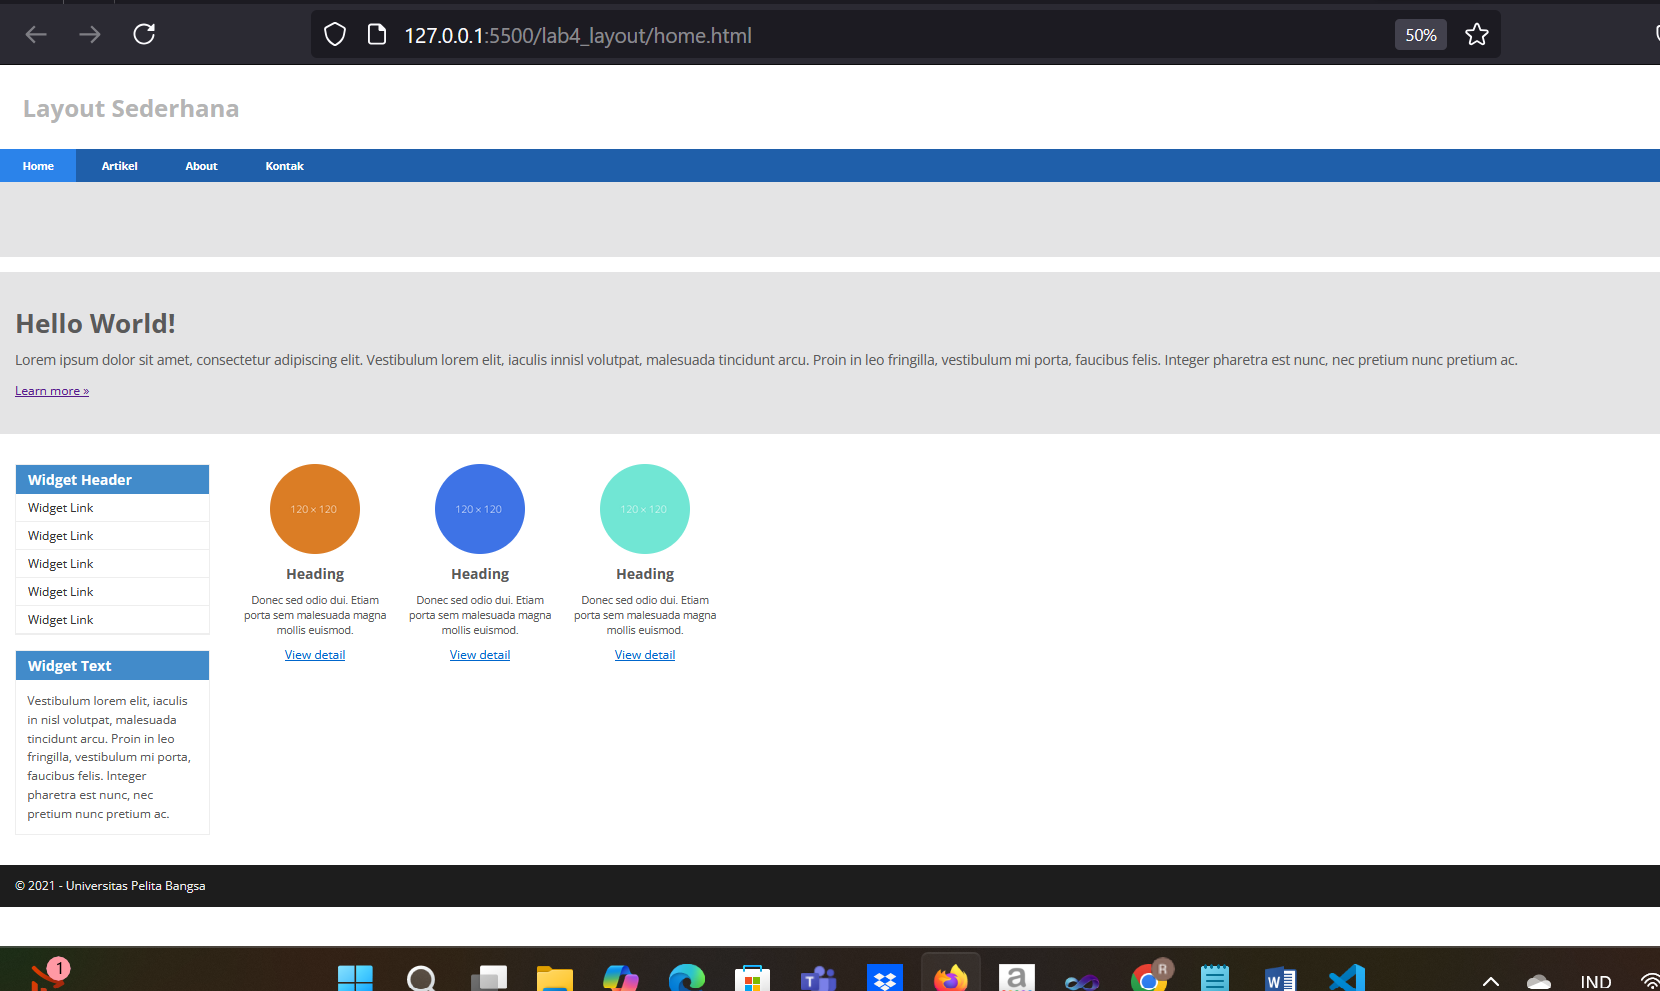 127.0.0.1:5500/lab4_layout/home.html
50%
Layout Sederhana
Home Artikel About Kontak
Hello World!
Lorem ipsum dolor sit amet, consectetur adipiscing elit. Vestibulum lorem elit, iaculis innisl volutpat, malesuada tincidunt arcu. Proin in leo fringilla, vestibulum mi porta, faucibus felis. Integer pharetra est nunc, nec pretium nunc pretium ac.
Learn more »
Widget Header
Widget Link
Widget Link
Widget Link
Widget Link
Widget Link
Widget Text
Vestibulum lorem elit, iaculis
in nisl volutpat, malesuada
tincidunt arcu. Proin in leo
fringilla, vestibulum mi porta,
faucibus felis. Integer
pharetra est nunc, nec
pretium nunc pretium ac.
120 × 120
Heading
Donec sed odio dui. Etiam
porta sem malesuada magna
mollis euismod.
View detail
120 × 120
Heading
Donec sed odio dui. Etiam
porta sem malesuada magna
mollis euismod.
View detail
120 × 120
Heading
Donec sed odio dui. Etiam
porta sem malesuada magna
mollis euismod.
View detail
© 2021 - Universitas Pelita Bangsa
1
T
a
R
W
IND